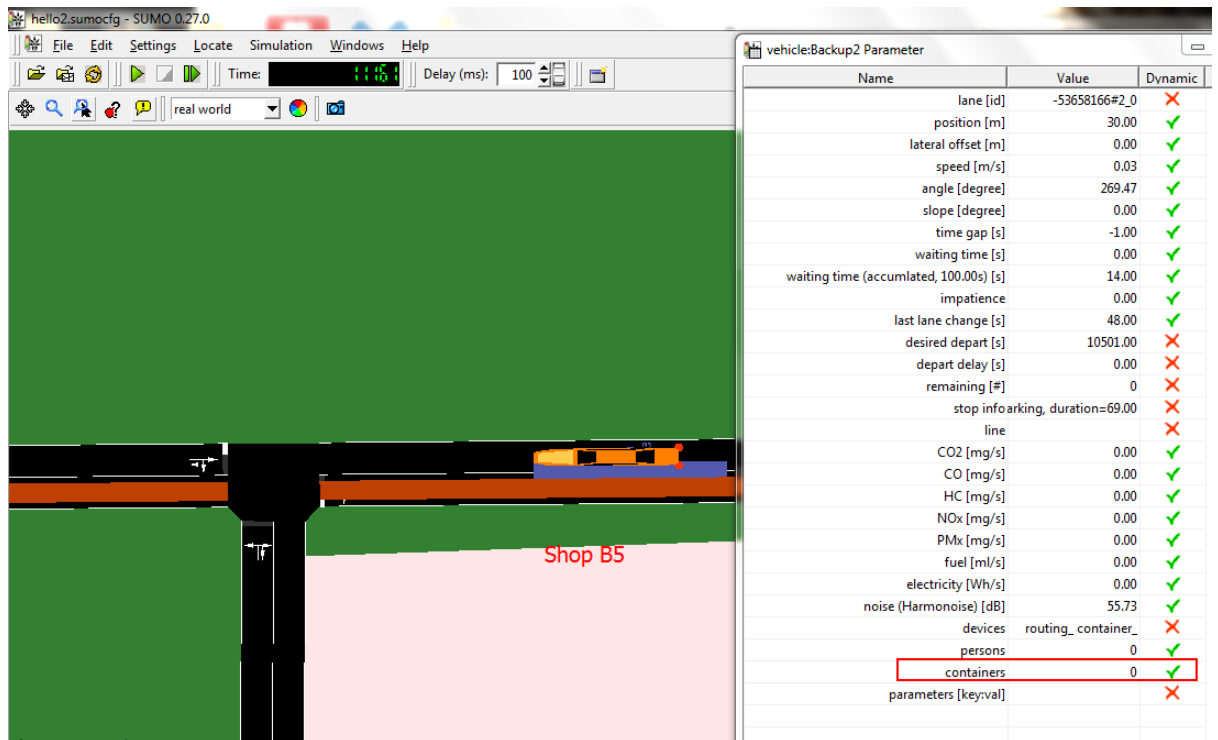 hello2.sumocfg - SUMO 0.27.0
File Edit Settings Locate Simulation Windows Help
Time: Delay (ms): 100
real world
Shop B5
vehicle:Backup2 Parameter
Name Value Dynamic
lane [id] -53658166#2_0
position [m] 30.00
lateral offset [m] 0.00
speed [m/s] 0.03
angle [degree] 269.47
slope [degree] 0.00
time gap [s] -1.00
waiting time [s] 0.00
waiting time (accumlated, 100.00s) [s] 14.00
impatience 0.00
last lane change [s] 48.00
desired depart [s] 10501.00
depart delay [s] 0.00
remaining [#] 0
stop info arking, duration=69.00
line
CO2 [mg/s] 0.00
CO [mg/s] 0.00
HC [mg/s] 0.00
NOx [mg/s] 0.00
PMx [mg/s] 0.00
fuel [ml/s] 0.00
electricity [Wh/s] 0.00
noise (Harmonoise) [dB] 55.73
devices routing_ container_
persons 0
containers 0
parameters [key:val]